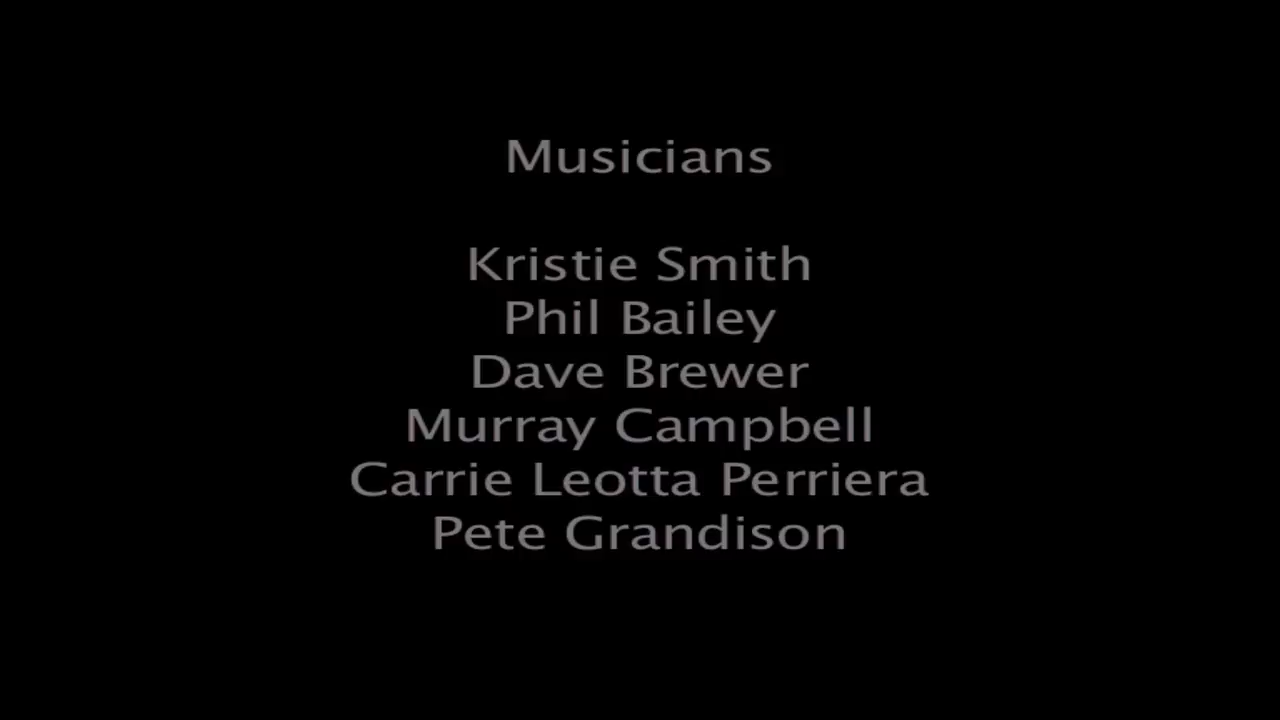 Musicians
Kristie Smith
Phil Bailey
Dave Brewer
Murray Campbell
Carrie Leotta Perriera
Pete Grandison